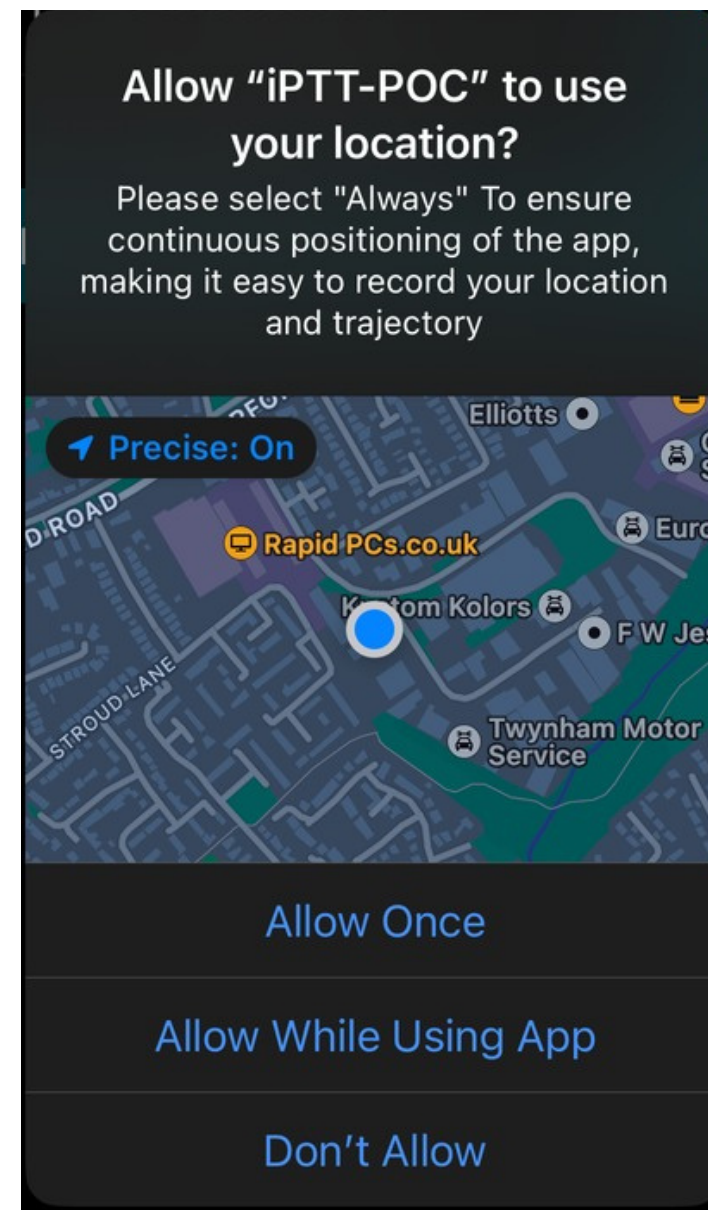 Allow “iPTT-POC” to use
your location?
Please select "Always" To ensure
continuous positioning of the app,
making it easy to record your location
and trajectory
Precise: On
Elliotts
D ROAD
Rapid PCs.co.uk
Euro
Kustom Kolors
F W Jes
STROUD LANE
Twynham Motor
Service
Allow Once
Allow While Using App
Don’t Allow